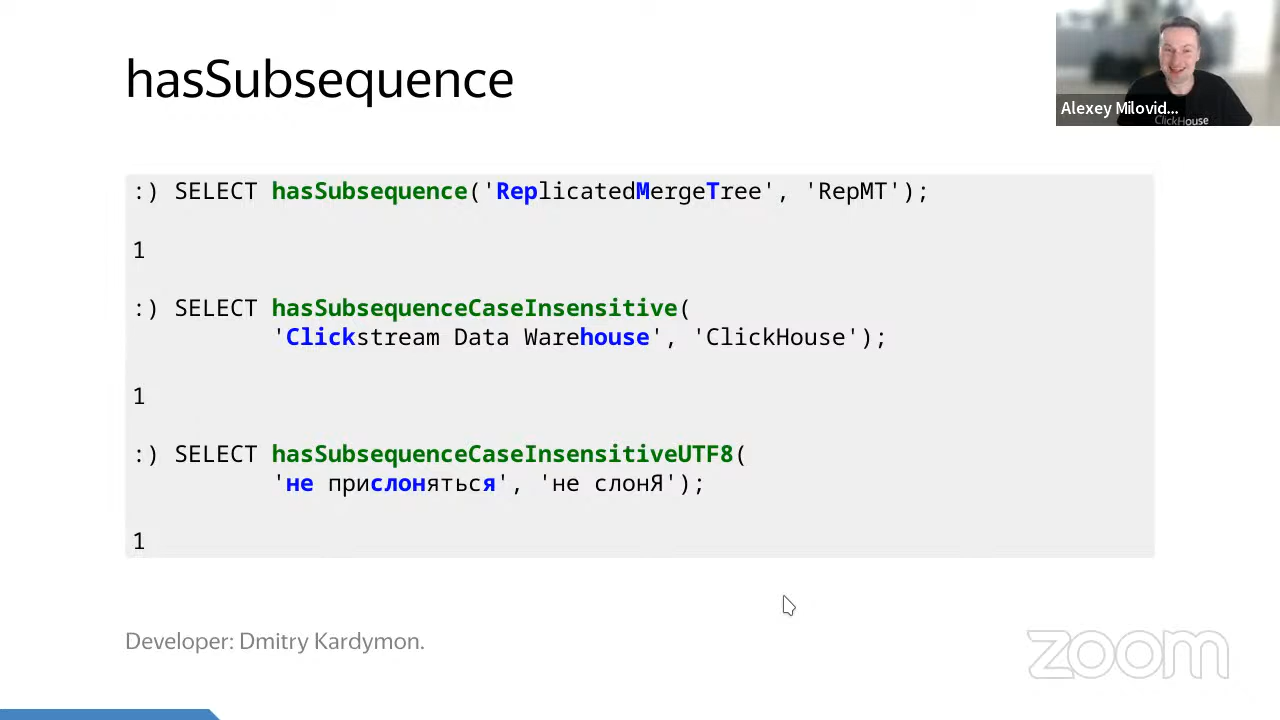 hasSubsequence
Alexey Milovid...
ClickHouse
:) SELECT hasSubsequence('ReplicatedMergeTree', 'RepMT');
1
:) SELECT hasSubsequenceCaseInsensitive(
'Clickstream Data Warehouse', 'ClickHouse');
1
:) SELECT hasSubsequenceCaseInsensitiveUTF8(
'не прислоняться', 'не слонЯ');
1
Developer: Dmitry Kardymon.
zoom